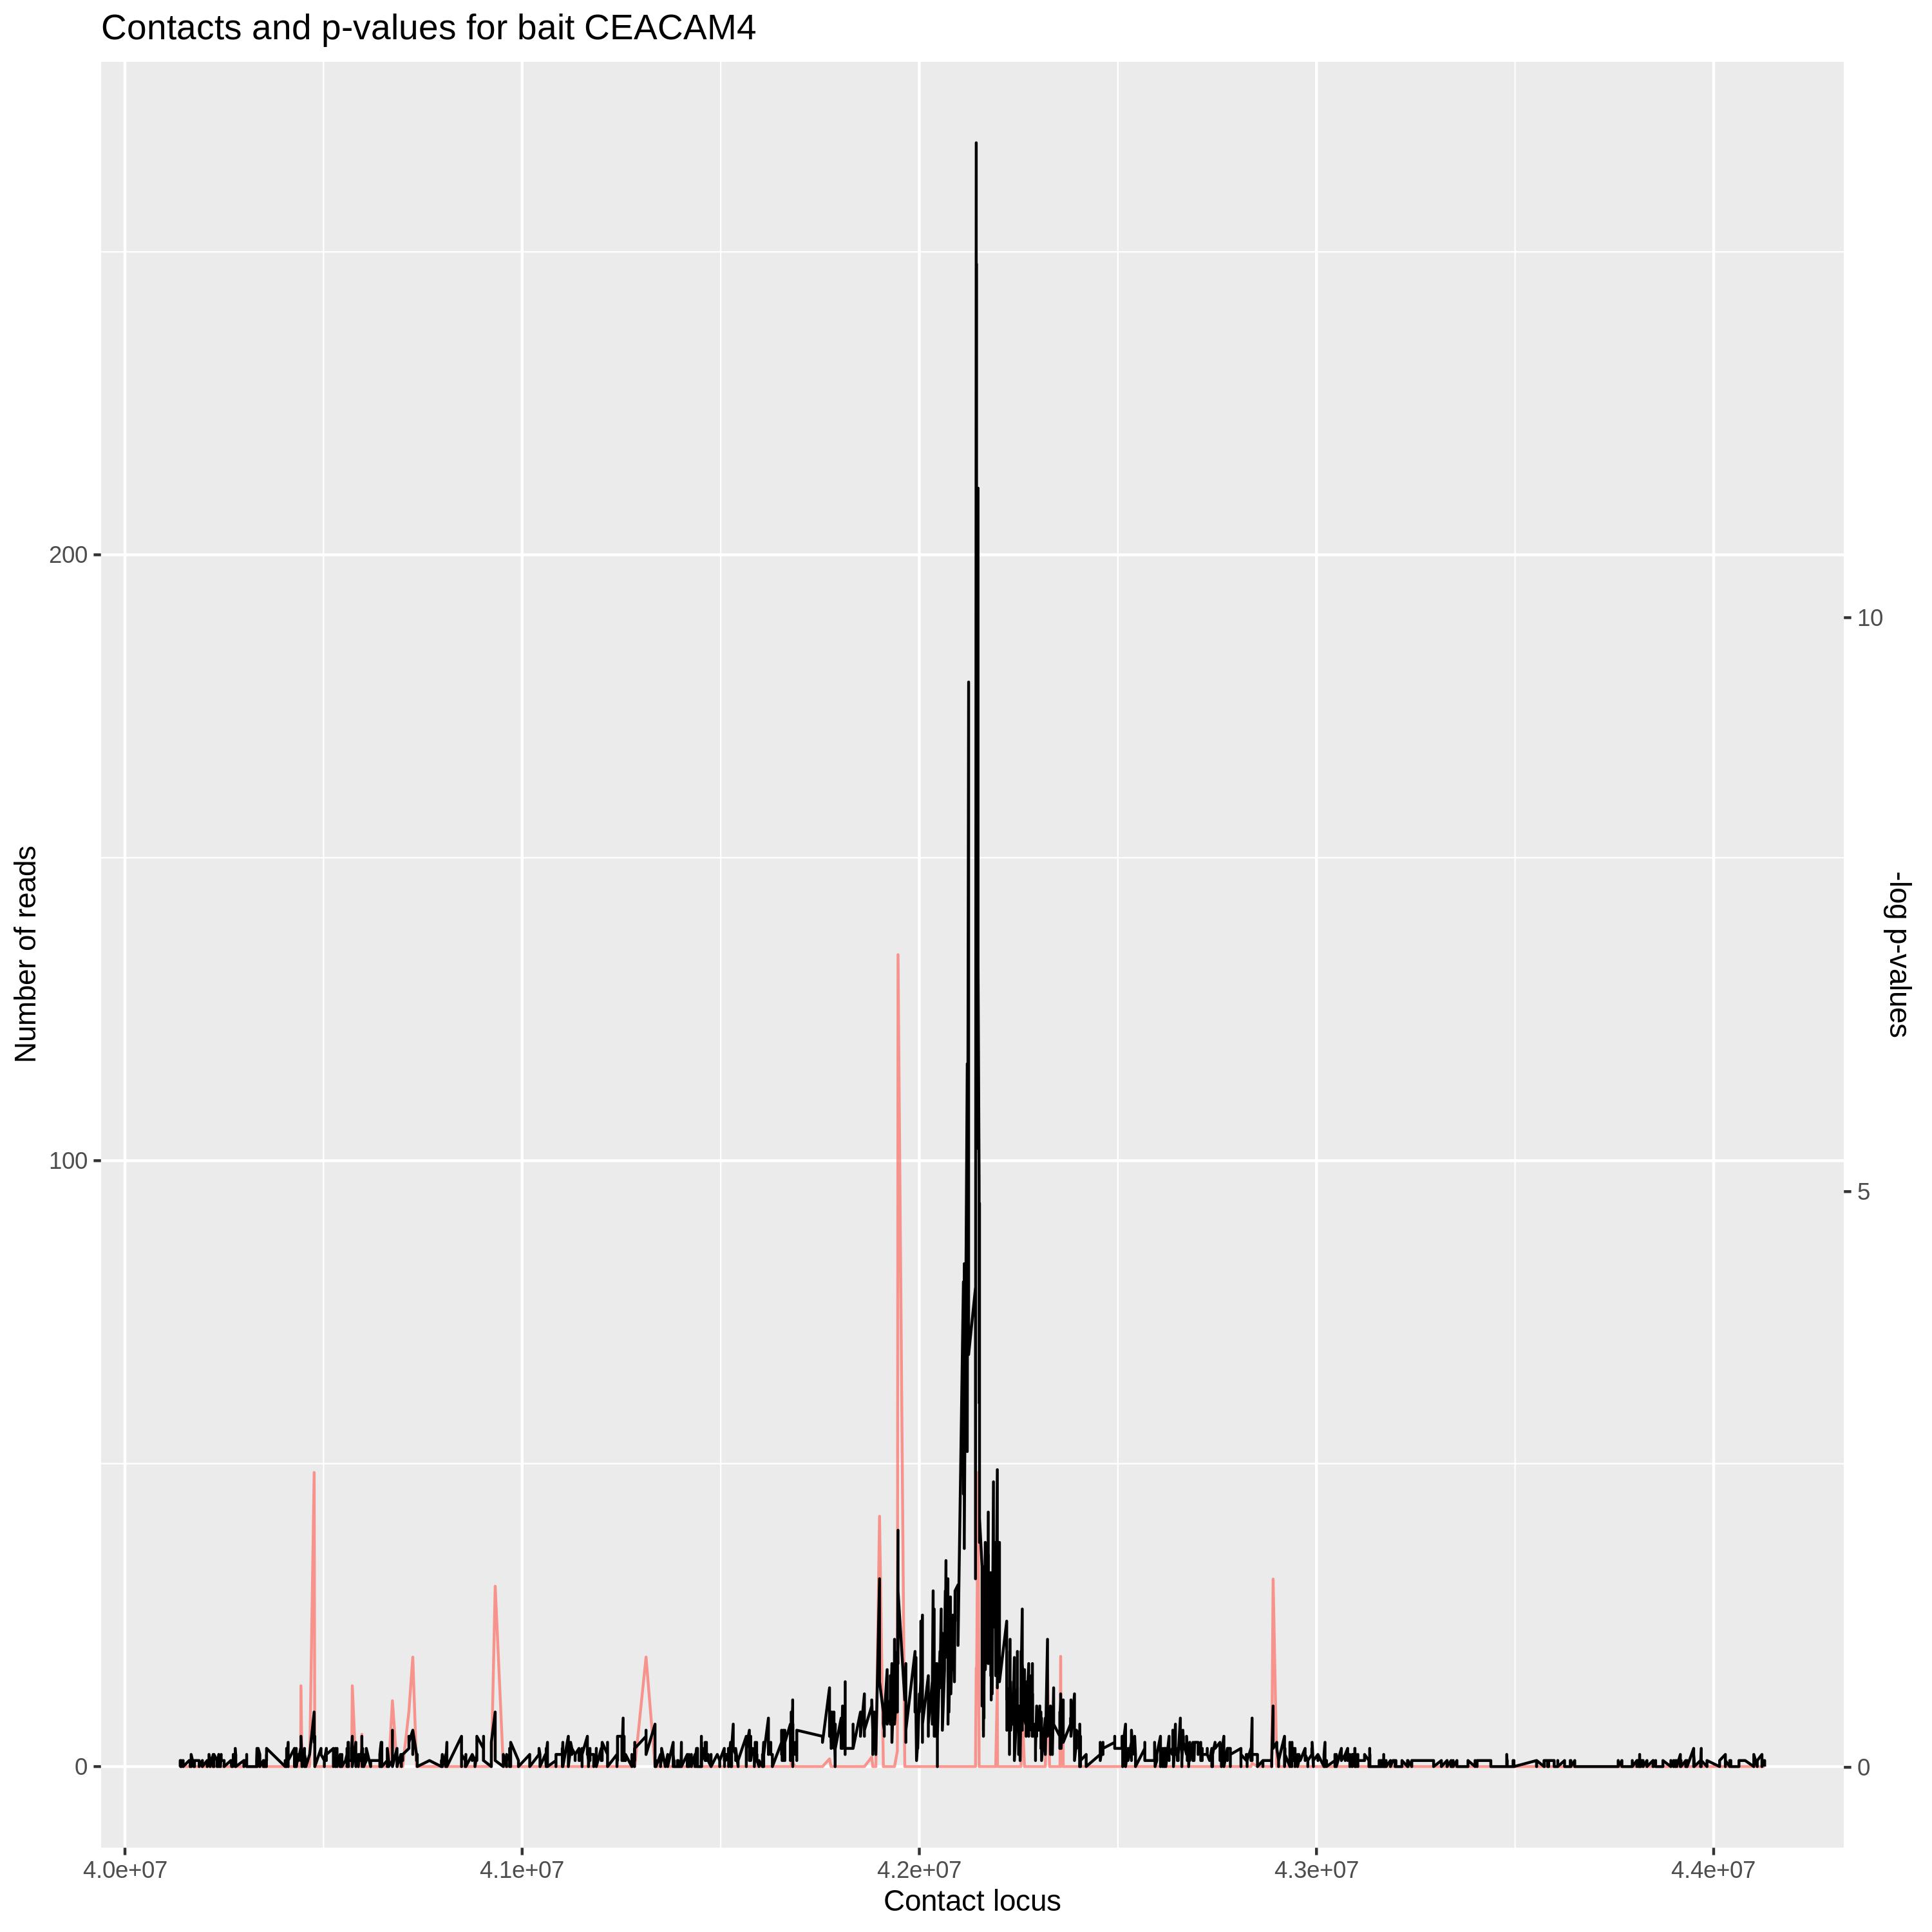 Contacts and p-values for bait CEACAM4
Number of reads
200
100
0
10
5
0
-log p-values
4.0e+07
4.1e+07
4.2e+07
4.3e+07
4.4e+07
Contact locus